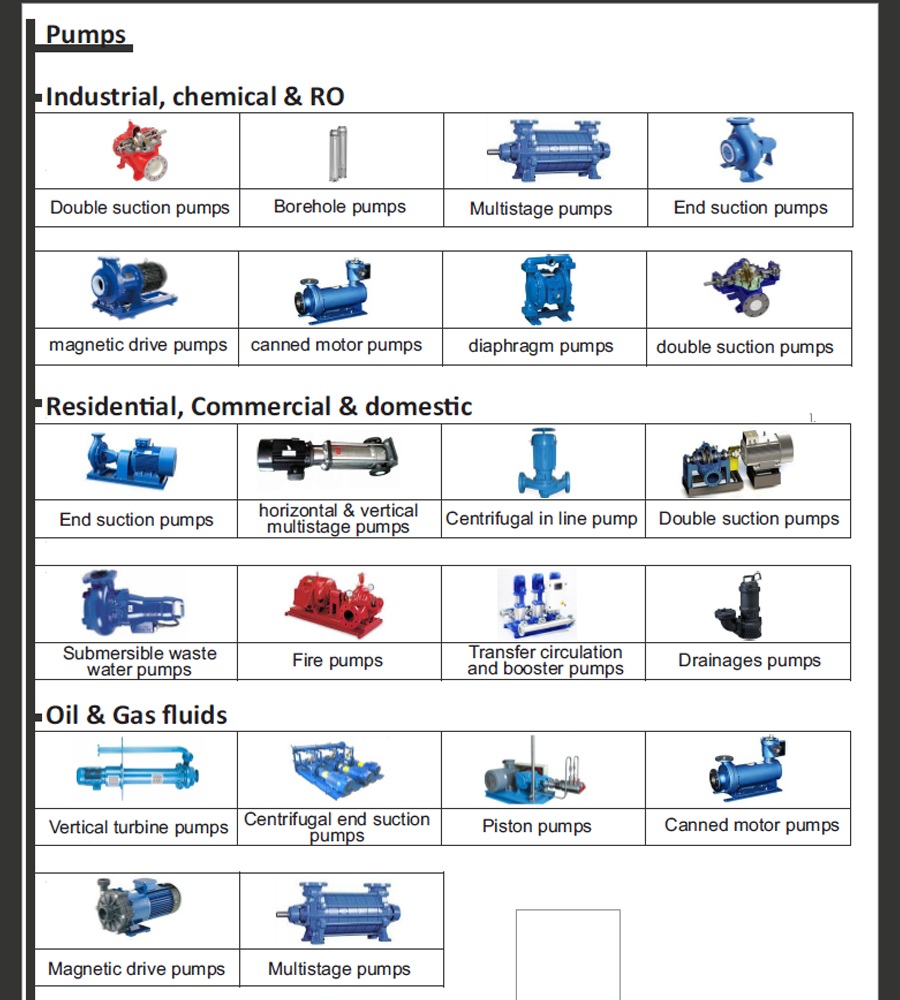 Pumps
Industrial, chemical & RO
Double suction pumps
Borehole pumps
Multistage pumps
End suction pumps
magnetic drive pumps
canned motor pumps
diaphragm pumps
double suction pumps
Residential, Commercial & domestic
1.
End suction pumps
horizontal & vertical
multistage pumps
Centrifugal in line pump
Double suction pumps
Submersible waste
water pumps
Fire pumps
Transfer circulation
and booster pumps
Drainages pumps
Oil & Gas fluids
Vertical turbine pumps
Centrifugal end suction
pumps
Piston pumps
Canned motor pumps
Magnetic drive pumps
Multistage pumps